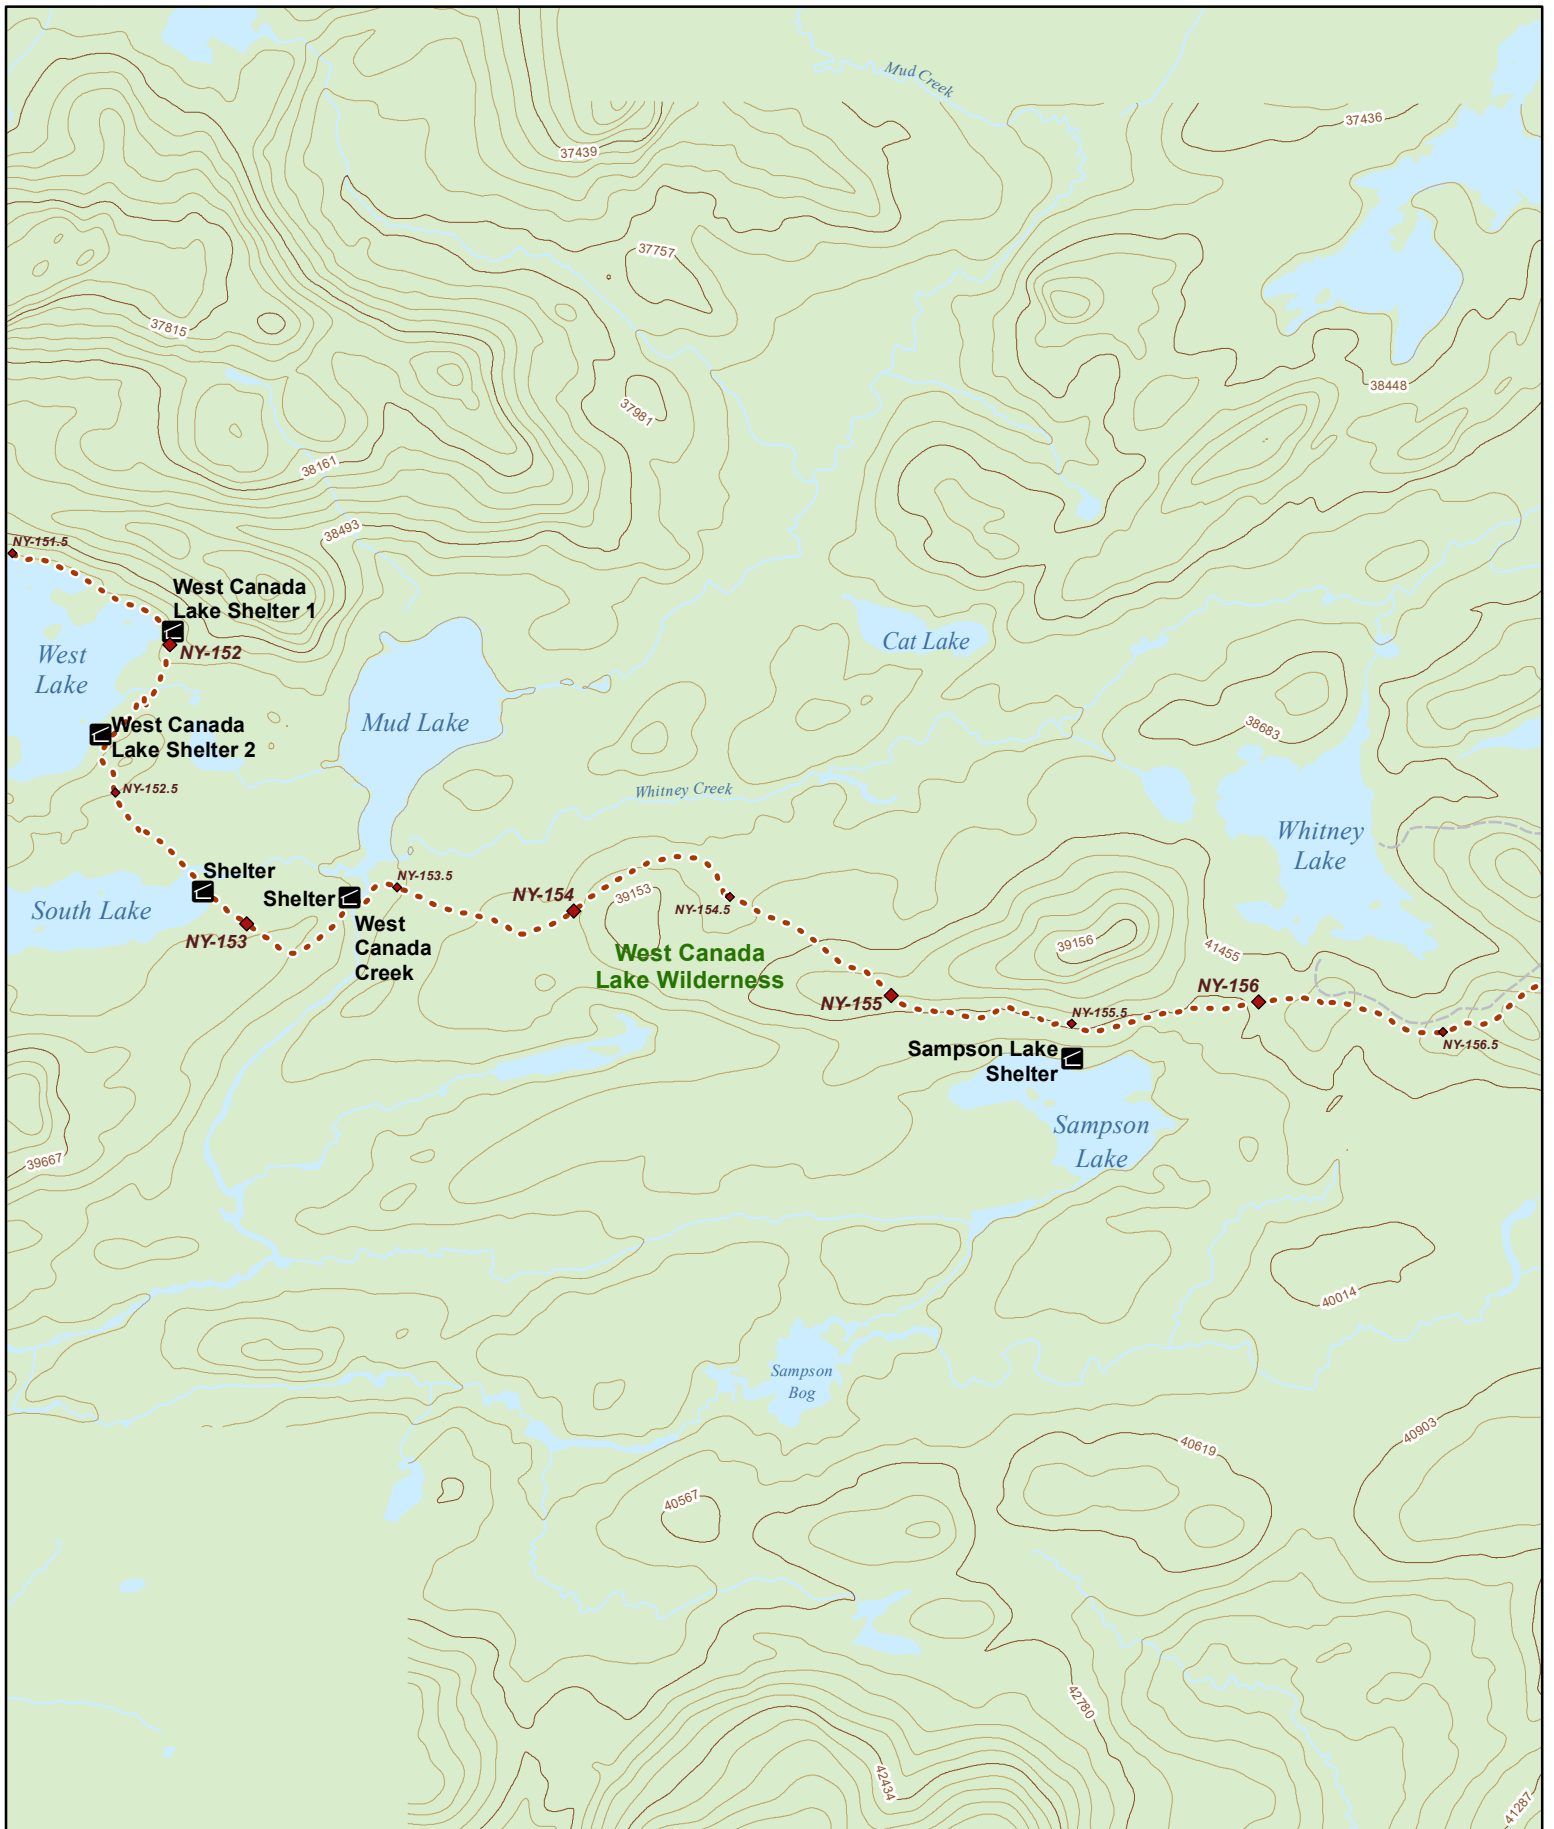 Mud Creek
37436
37439
37757
37815
38448
37981
38161
38493
NY-151.5
West Canada
Lake Shelter 1
West
Lake
NY-152
Cat Lake
Mud Lake
West Canada
Lake Shelter 2
38683
NY-152.5
Whitney Creek
Whitney
Lake
Shelter
NY-153.5
Shelter
NY-154
39153
NY-154.5
South Lake
NY-153
West
Canada
Creek
West Canada
Lake Wilderness
39156
41455
NY-155
NY-156
NY-155.5
NY-156.5
Sampson Lake
Shelter
Sampson
Lake
39667
40014
Sampson
Bog
40903
40619
40567
42780
42434
41287